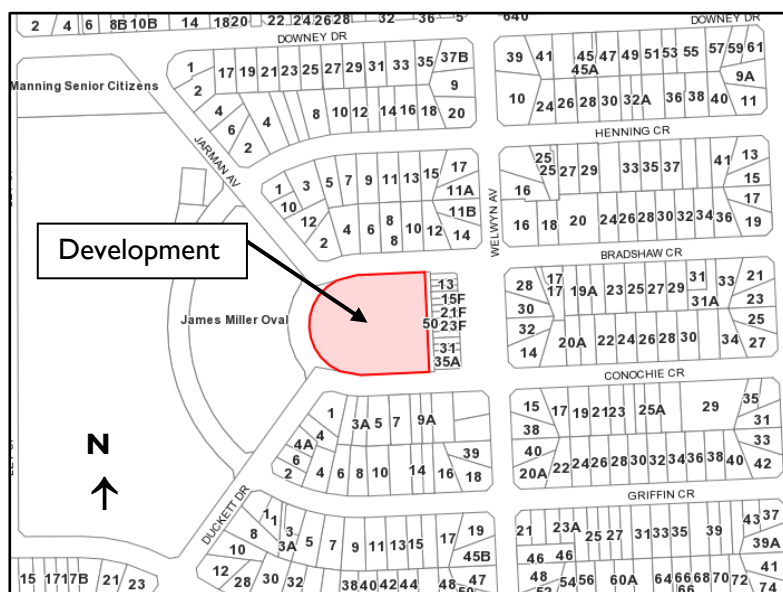 2 4 6 8B 10B 14 18 20 22 24 26 28 32 36 5 640
DOWNEY DR
DOWNEY DR
1 17 19 21 23 25 27 29 31 33 35 37B
39 41 45 47 49 51 53 55 57 59 61
45A
Manning Senior Citizens
2 9
9A
4 4 8 10 12 14 16 18 20
10 24 26 28 30 32A 36 38 40 11
6
2
JARMAN AV
HENNING CR
1 3 5 7 9 11 13 15 17
25 25 27 29 33 35 37 41 13
11A
15
10
16
17
12
11B
2 4 6 8 8 10 12 14
WELWYN AV
16 18 20 24 26 28 30 32 34 36 19
Development
BRADSHAW CR
13
28 17 17 19A 23 25 27 29 31 33 21
15F
31A
23
21F
30
25
James Miller Oval
50 23F
32
31
14 20A 22 24 26 28 30 34 27
35A
CONOCHIE CR
1 3A 5 7 9A
15 17 19 21 23 25A 29 35
4
31
4A
38
33
6
39
40
2 4 6 8 10 14 16 18
20A 22 24 26 28 30 32 34 36 38 40 42
N
DUCKETT DR
GRIFFIN CR
1 1 3
3A 5 7 9 11 13 15 17 19
21 23A 25 27 31 33 35 39 43 37
8
39A
10
45B
46 46
41
12 28 30 32 38 40 42 44 48 47
48 54 56 60A 64 66 68 70 72 74
15 17 17B 21 23
50
52
66